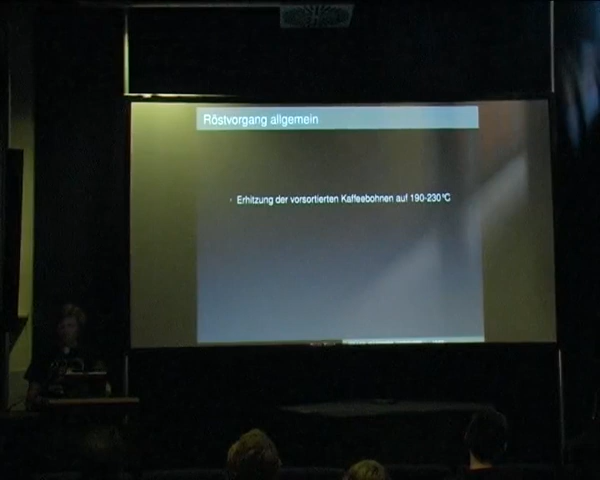 Röstvorgang allgemein
· Erhitzung der vorsortierten Kaffeebohnen auf 190-230°C